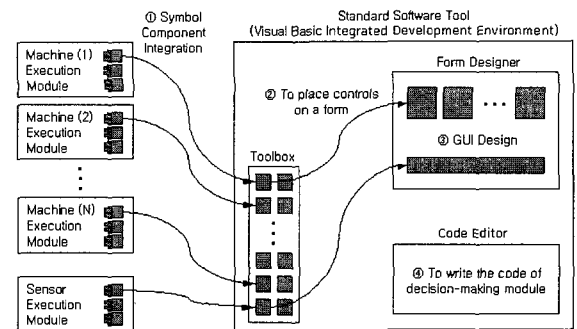 ① Symbol
Component
Integration
Standard Software Tool
(Visual Basic Integrated Development Environment)
Machine (1)
Execution
Module
Machine (2)
Execution
Module
Machine (N)
Execution
Module
Sensor
Execution
Module
Toolbox
② To place controls
on a form
Form Designer
③ GUI Design
Code Editor
④ To write the code of
decision-making module